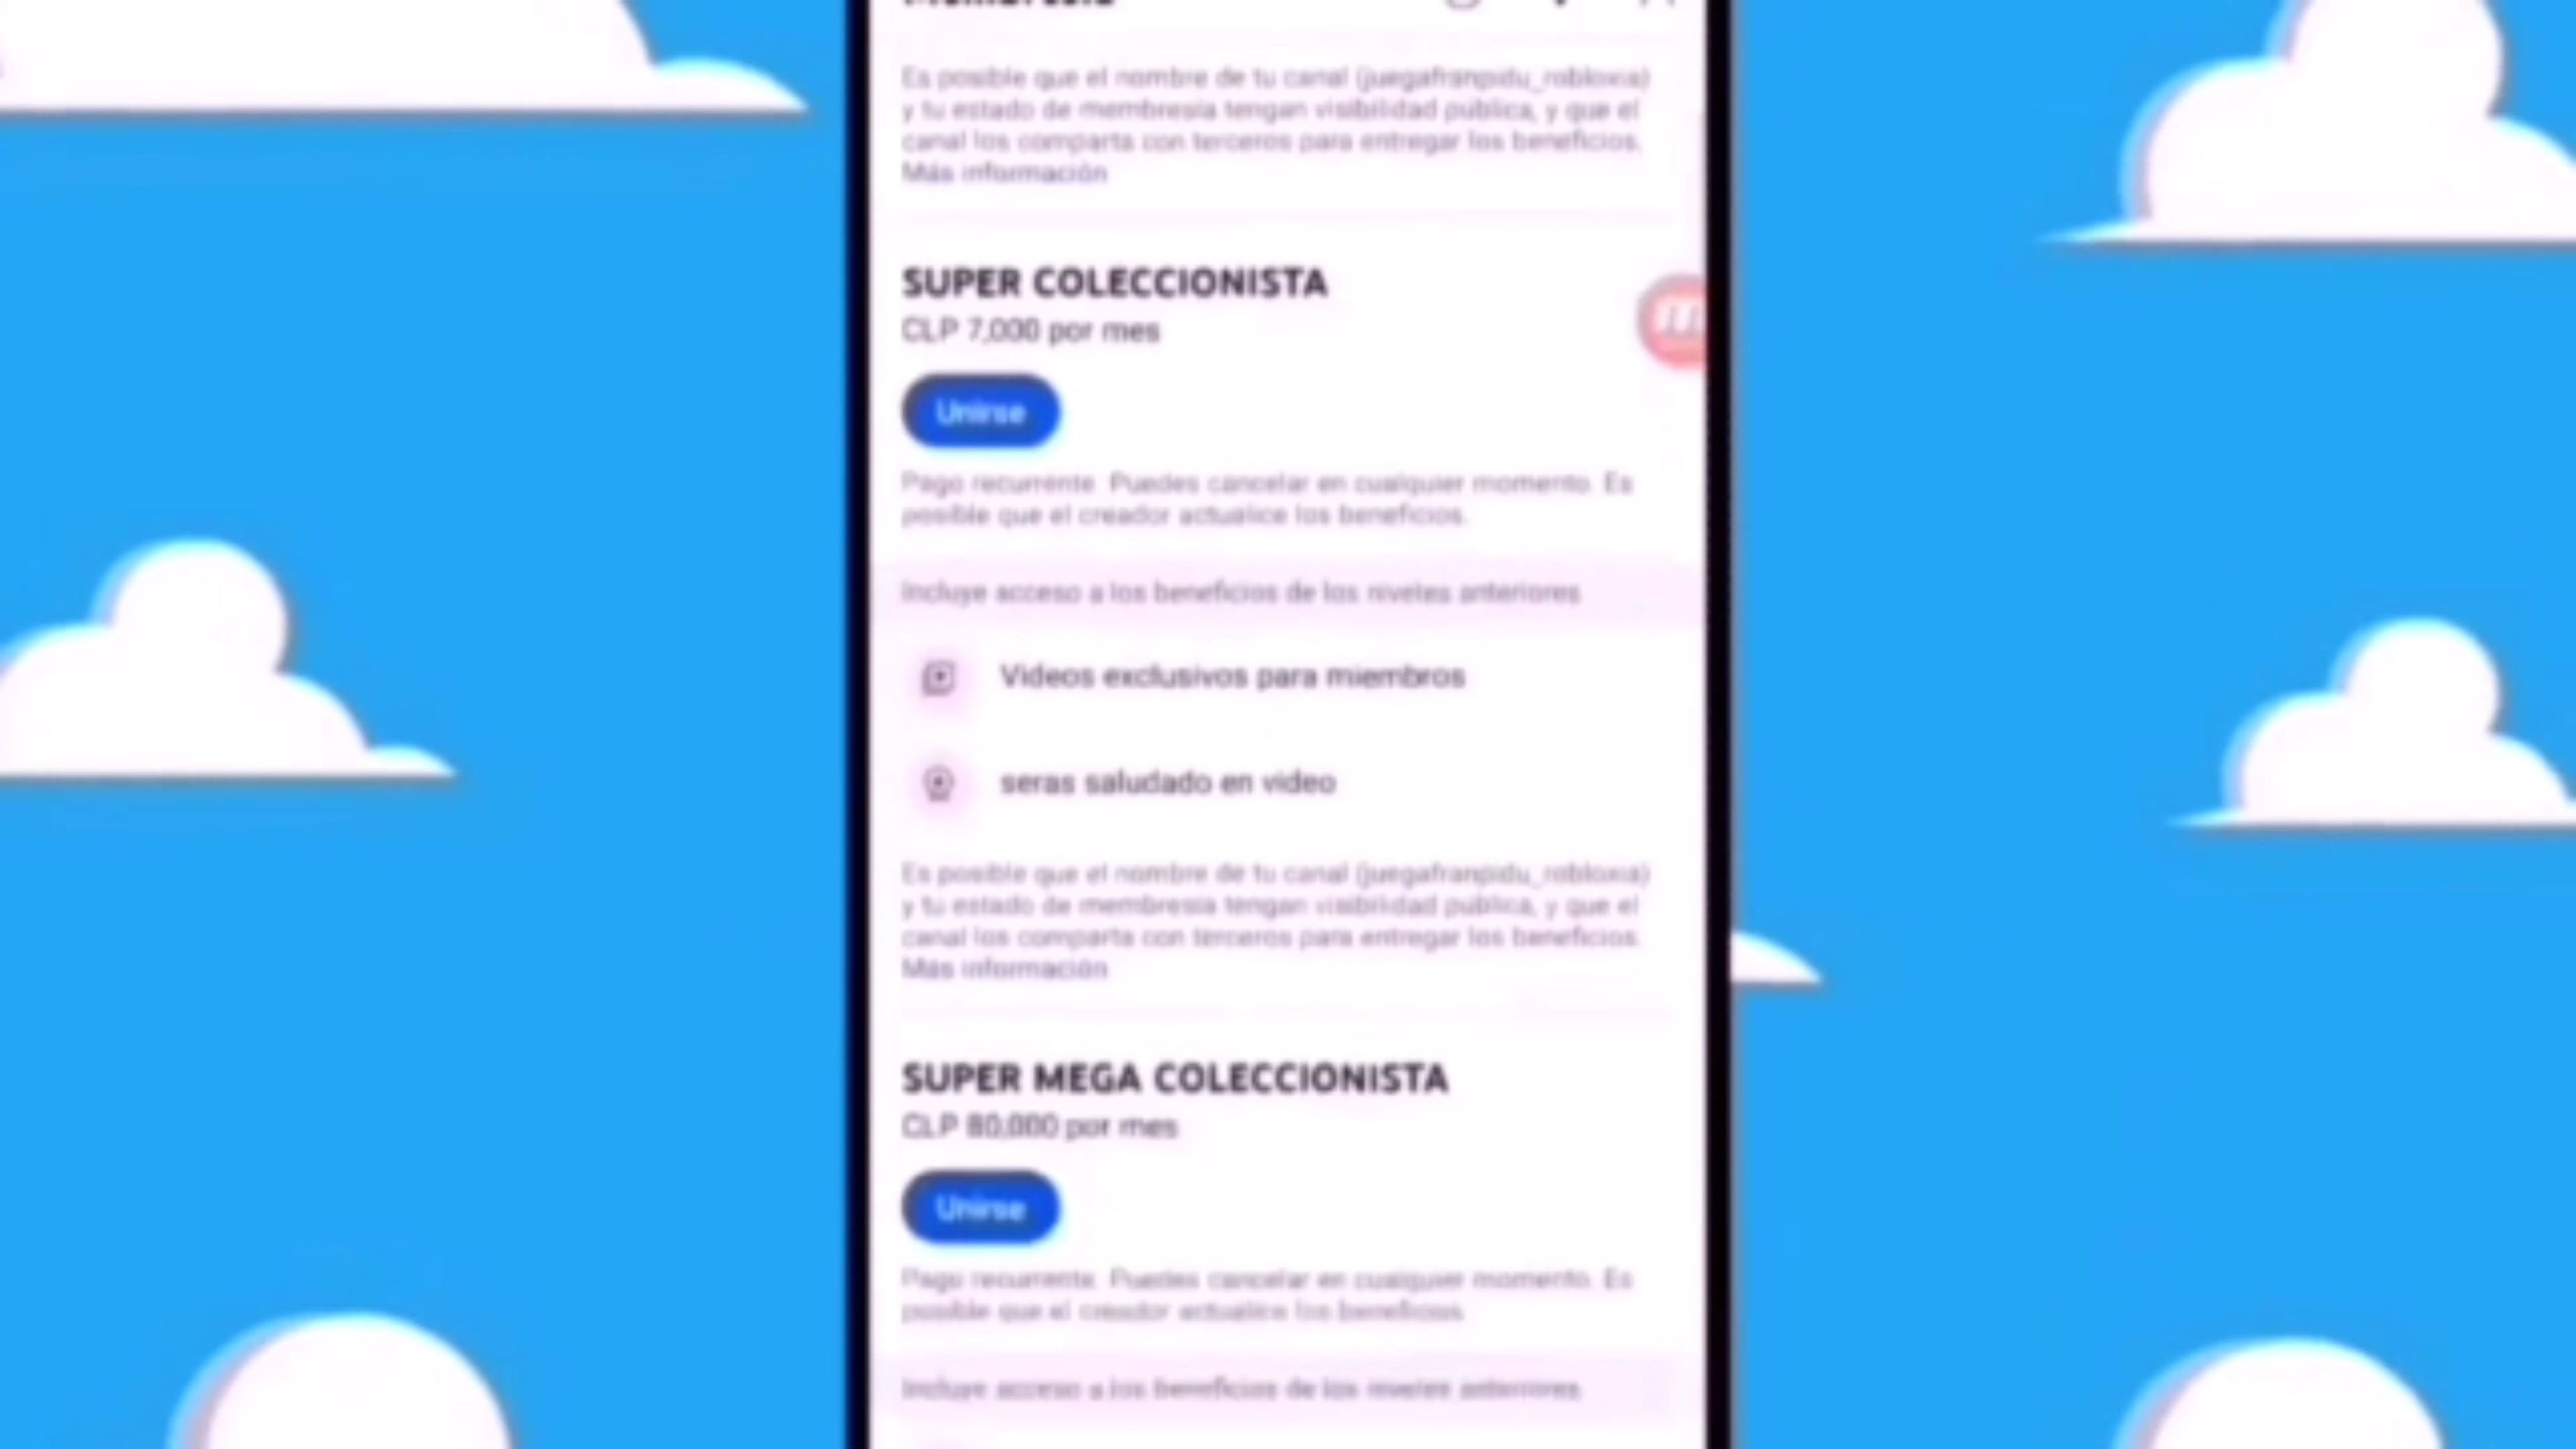 Es posible que el nombre de tu canal (juegafranpidu_robloxia)
y tu estado de membresía tengan visibilidad pública, y que el
canal los comparta con terceros para entregar los beneficios.
Más información
SUPER COLECCIONISTA
CLP 7,000 por mes
Unirse
Pago recurrente. Puedes cancelar en cualquier momento. Es
posible que el creador actualice los beneficios.
Incluye acceso a los beneficios de los niveles anteriores
Videos exclusivos para miembros
seras saludado en video
Es posible que el nombre de tu canal (juegafranpidu_robloxia)
y tu estado de membresía tengan visibilidad pública, y que el
canal los comparta con terceros para entregar los beneficios.
Más información
SUPER MEGA COLECCIONISTA
CLP 80,000 por mes
Unirse
Pago recurrente. Puedes cancelar en cualquier momento. Es
posible que el creador actualice los beneficios.
Incluye acceso a los beneficios de los niveles anteriores